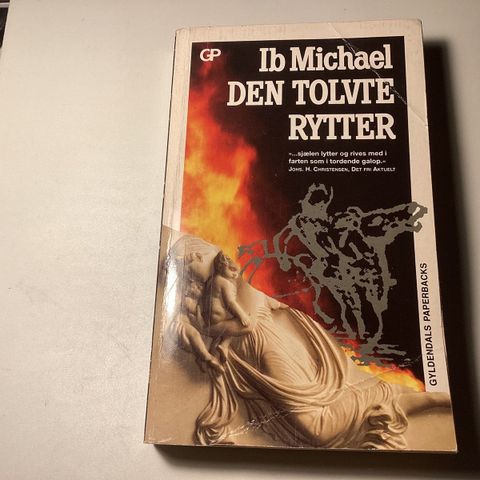 GP
Ib Michael
DEN TOLVTE
RYTTER
»...sjælen lytter og rives med i
farten som i tordende galop.«
JOHS. H. CHRISTENSEN, DET FRI AKTUELT
GYLDENDALS PAPERBACKS